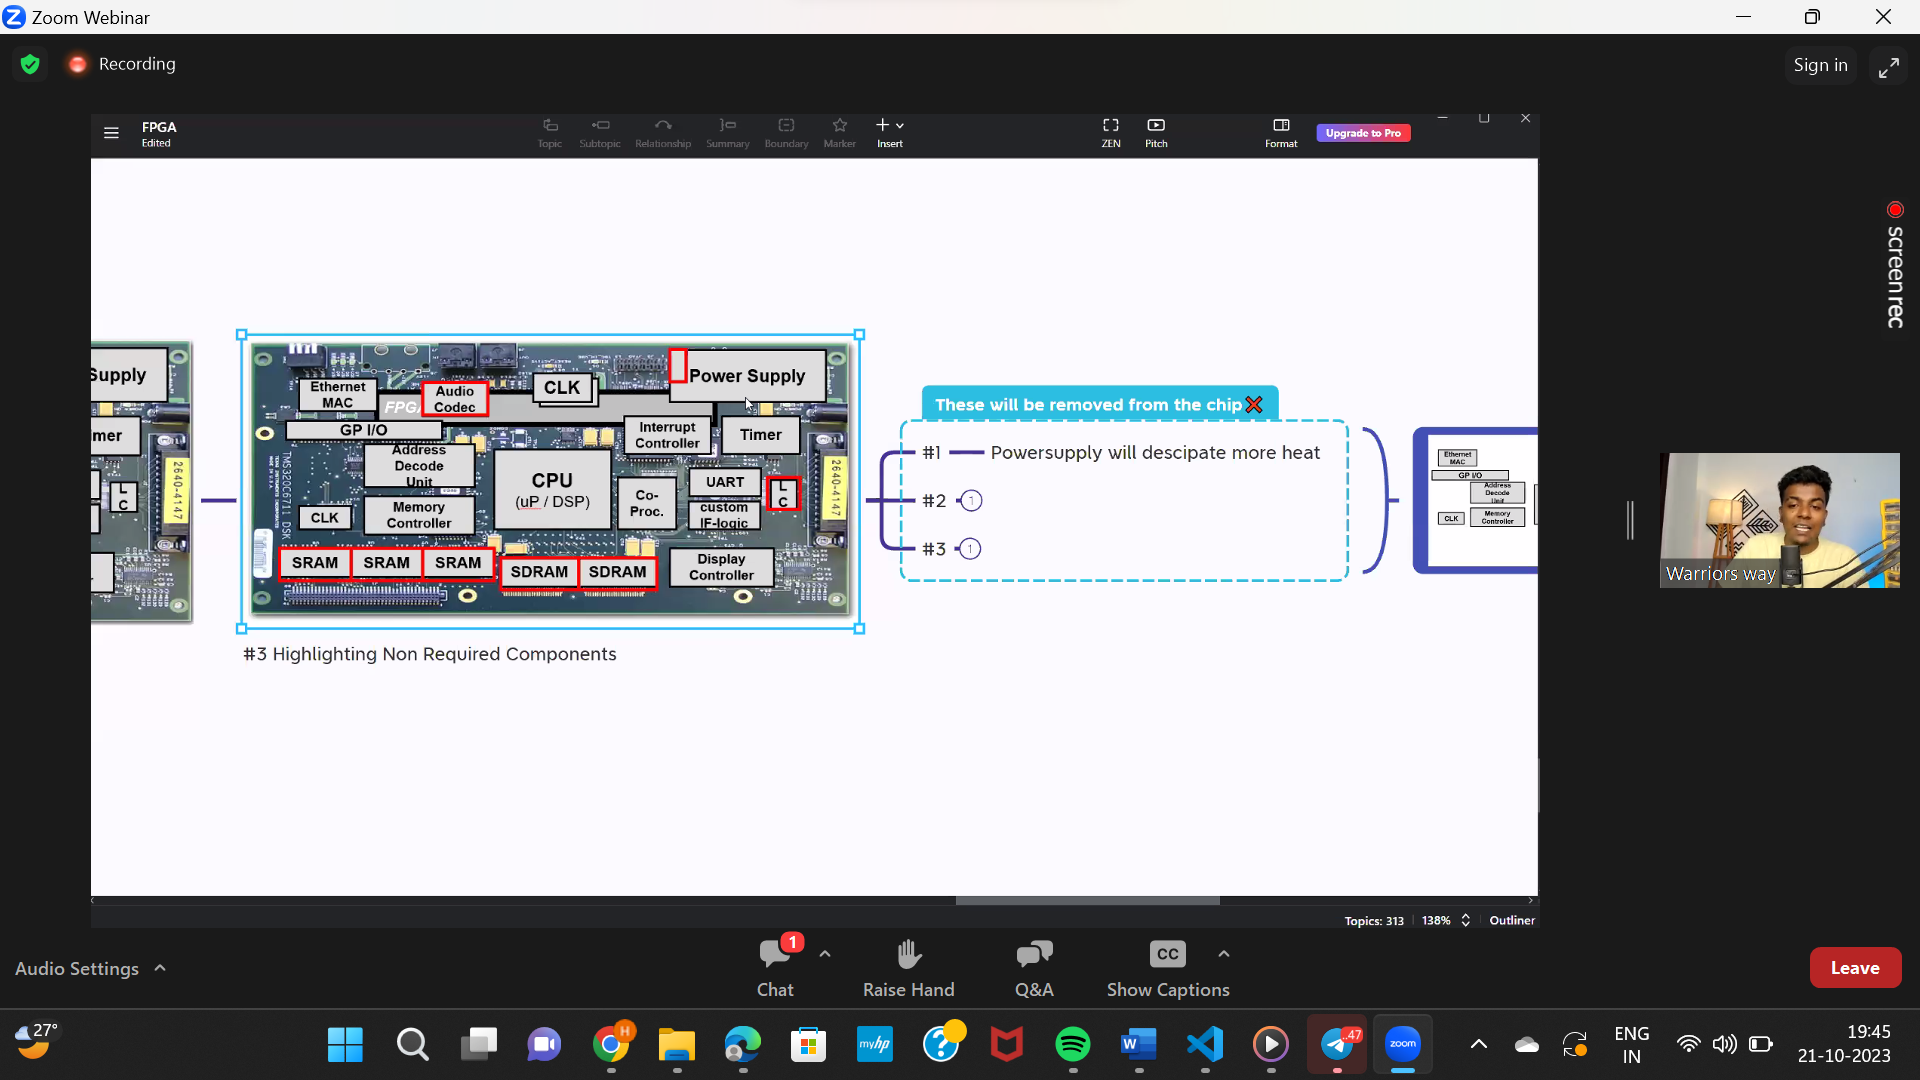 Zoom Webinar
Recording
Sign in
screenrec
FPGA
Edited
Topic
Subtopic
Relationship
Summary
Boundary
Marker
Insert
ZEN
Pitch
Format
Upgrade to Pro
Supply
mer
L
C
2640-4147
Ethernet
MAC
Audio
Codec
CLK
Power Supply
FPG
GP I/O
Interrupt
Controller
Timer
Address
Decode
Unit
CPU
(uP / DSP)
UART
L
C
Co-
Proc.
custom
IF-logic
CLK
Memory
Controller
TMS320C6711 DSK
2640-4147
SRAM
SRAM
SRAM
SDRAM
SDRAM
Display
Controller
#3 Highlighting Non Required Components
These will be removed from the chip
#1
Powersupply will descipate more heat
#2
1
#3
1
Ethernet
MAC
GP I/O
Address
Decode
Unit
CLK
Memory
Controller
Warriors way
Topics: 313
138%
Outliner
Audio Settings
1
Chat
Raise Hand
Q&A
CC
Show Captions
Leave
27°
H
myhp
W
..47
zoom
ENG
IN
19:45
21-10-2023